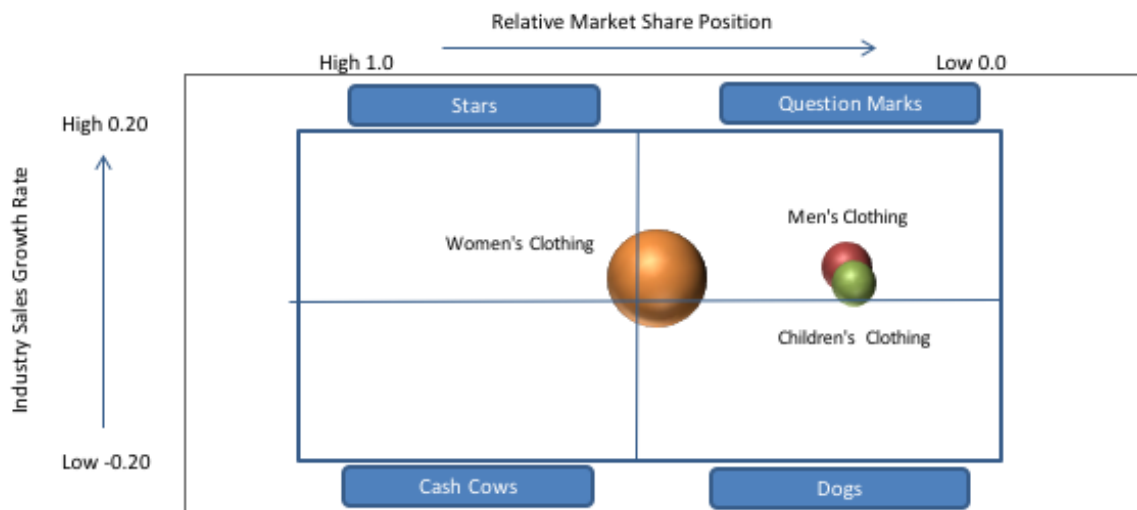 Relative Market Share Position
High 1.0
Low 0.0
Stars
Question Marks
High 0.20
Industry Sales Growth Rate
Men's Clothing
Women's Clothing
Children's Clothing
Low -0.20
Cash Cows
Dogs